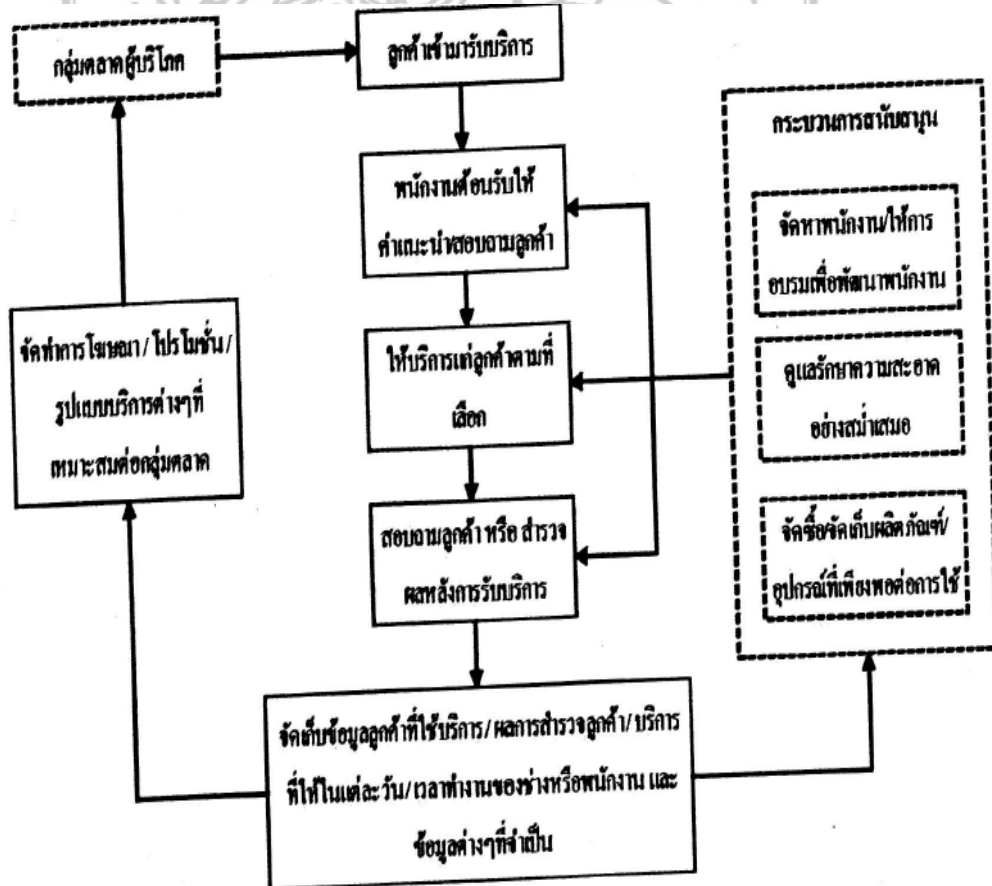 กลุ่มตลาดผู้บริโภค
ลูกค้าเข้ามารับบริการ
พนักงานต้อนรับให้
คำแนะนำ/สอบถามลูกค้า
ให้บริการแก่ลูกค้าตามที่
เลือก
สอบถามลูกค้า หรือ สำรวจ
ผลหลังการรับบริการ
จัดเก็บข้อมูลลูกค้าที่ใช้บริการ/ ผลการสำรวจลูกค้า/ บริการ
ที่ให้ในแต่ละวัน/ เวลาทำงานของช่างหรือพนักงาน และ
ข้อมูลต่างๆที่จำเป็น
จัดทำการโฆษณา / โปรโมชั่น /
รูปแบบบริการต่างๆที่
เหมาะสมต่อกลุ่มตลาด
กระบวนการสนับสนุน
จัดหาพนักงาน/ให้การ
อบรมเพื่อพัฒนาพนักงาน
ดูแลรักษาความสะอาด
อย่างสม่ำเสมอ
จัดซื้อ/จัดเก็บผลิตภัณฑ์/
อุปกรณ์ที่เพียงพอต่อการใช้